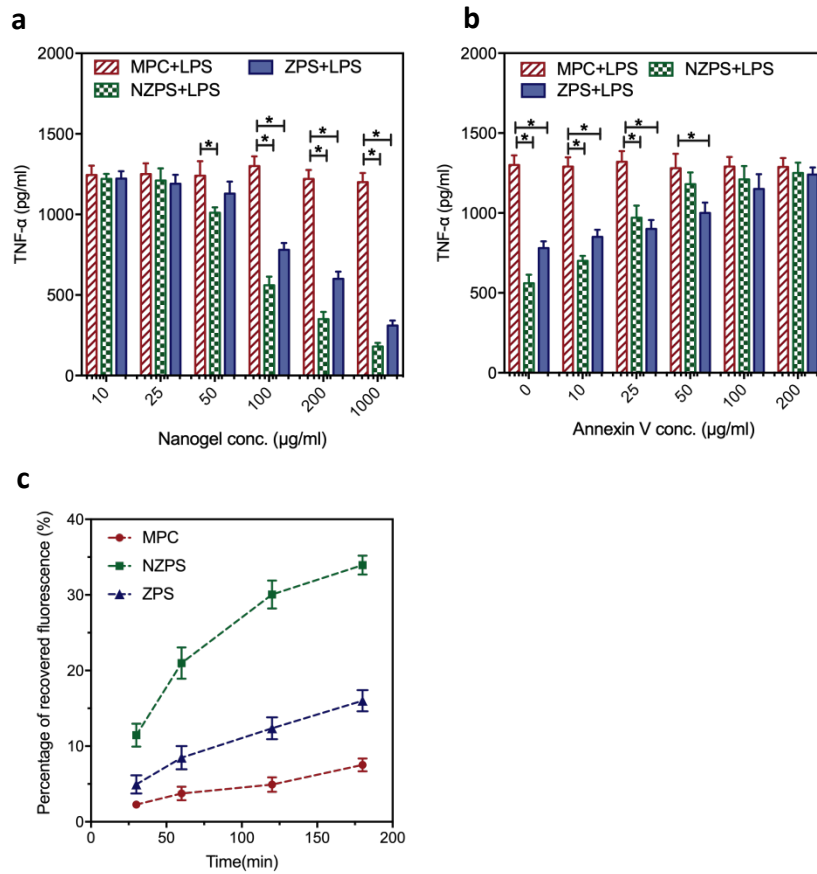 a
2000
1500
1000
500
0
TNF-α (pg/ml)
MPC+LPS
ZPS+LPS
NZPS+LPS
*
*
*
*
*
*
*
10
25
50
100
200
1000
Nanogel conc. (μg/ml)
b
2000
1500
1000
500
0
TNF-α (pg/ml)
MPC+LPS
NZPS+LPS
ZPS+LPS
*
*
*
*
*
*
*
0
10
25
50
100
200
Annexin V conc. (μg/ml)
c
40
30
20
10
0
Percentage of recovered fluorescence (%)
MPC
NZPS
ZPS
0
50
100
150
200
Time(min)